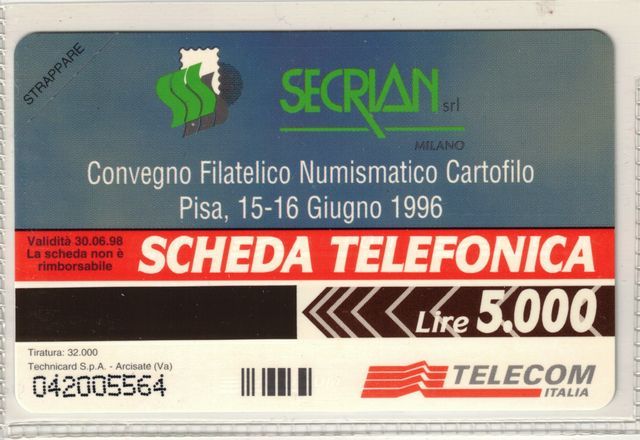 STRAPPARE
SECRIAN srl
MILANO
Convegno Filatelico Numismatico Cartofilo
Pisa, 15-16 Giugno 1996
Validità 30.06.98
La scheda non è
rimborsabile
SCHEDA TELEFONICA
Lire 5.000
Tiratura: 32.000
Technicard S.p.A. - Arcisate (Va)
042005564
TELECOM
ITALIA